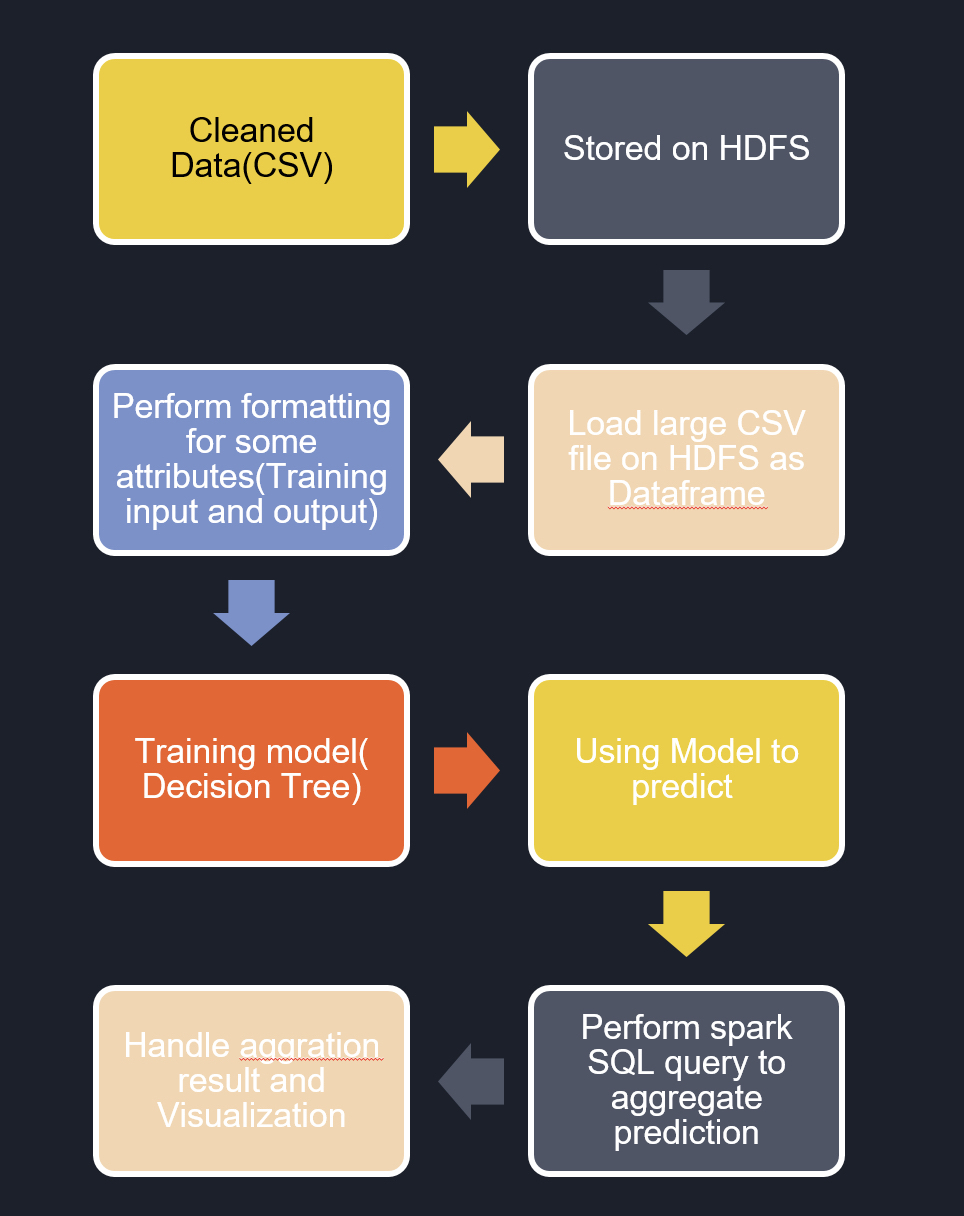 Cleaned
Data(CSV)
Stored on HDFS
Load large CSV
file on HDFS as
Dataframe
Perform formatting
for some
attributes(Training
input and output)
Training model(
Decision Tree)
Using Model to
predict
Perform spark
SQL query to
aggregate
prediction
Handle aggration
result and
Visualization